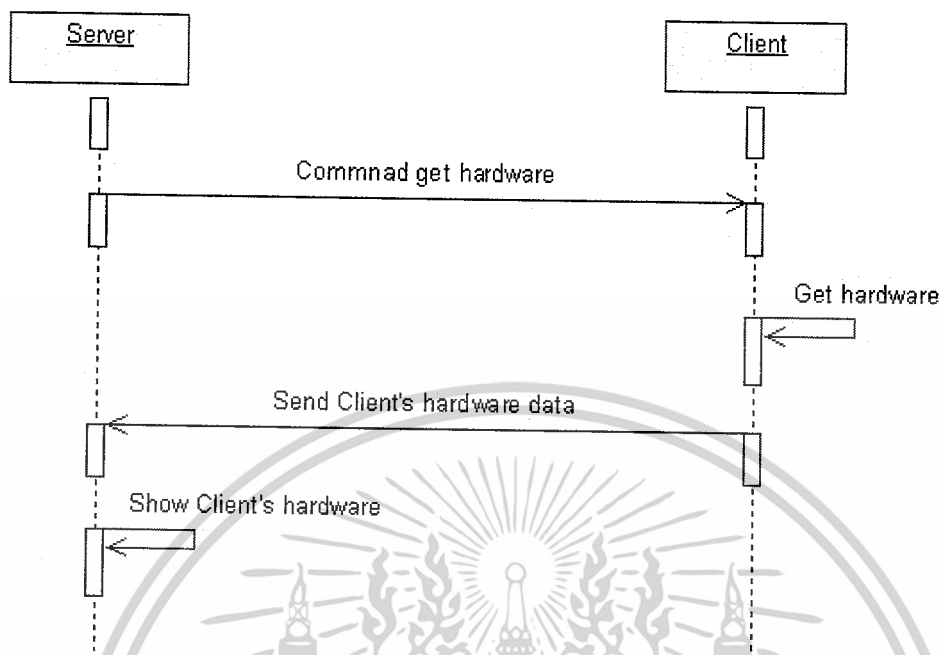 Server
Client
Commnad get hardware
Get hardware
Send Client's hardware data
Show Client's hardware